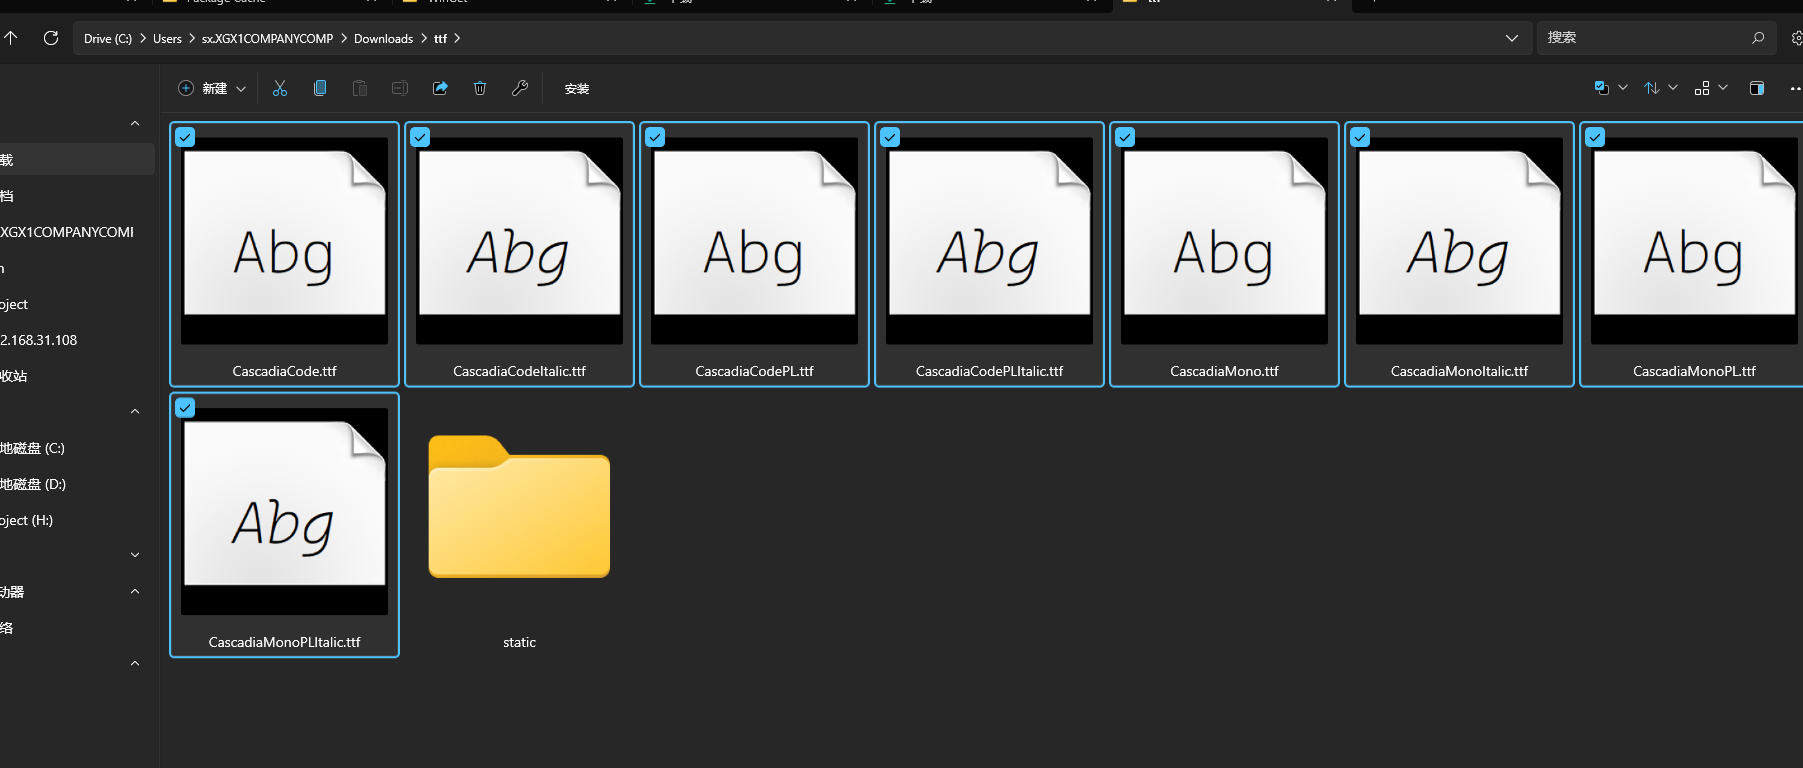 Drive (C:) Users sx.XGX1COMPANYCOMP Downloads ttf
搜索
新建
安装
载
档
XGX1COMPANYCOMI
oject
2.168.31.108
收站
地磁盘 (C:)
地磁盘 (D:)
oject (H:)
动器
络
Abg
Abg
Abg
Abg
Abg
Abg
Abg
CascadiaCode.ttf
CascadiaCodeItalic.ttf
CascadiaCodePL.ttf
CascadiaCodePLItalic.ttf
CascadiaMono.ttf
CascadiaMonoItalic.ttf
CascadiaMonoPL.ttf
Abg
CascadiaMonoPLItalic.ttf
static